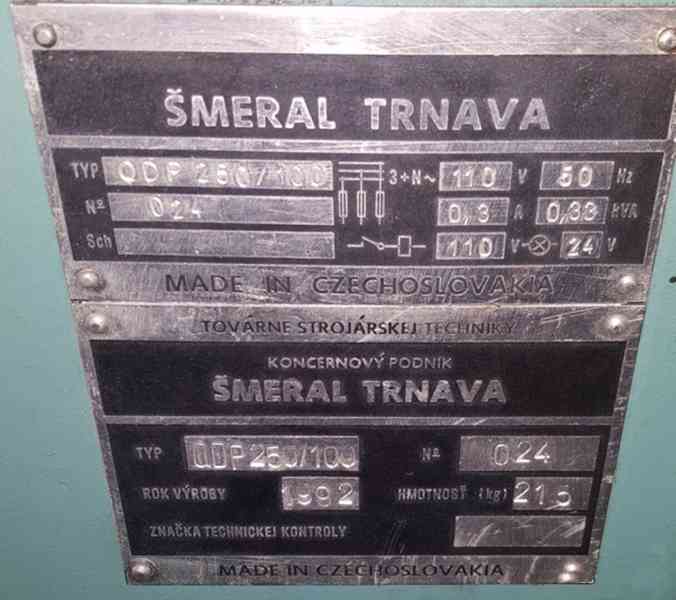 ŠMERAL TRNAVA
TYP QDP 250/100 3+N~ 110 V 50 Hz
Nº 024 0,3 A 0,33 kVA
Sch 110 V 24 V
MADE IN CZECHOSLOVAKIA
TOVÁRNE STROJÁRSKEJ TECHNIKY
KONCERNOVÝ PODNIK
ŠMERAL TRNAVA
TYP QDP250/100 Nº 024
ROK VÝROBY 1992 HMOTNOSŤ (kg) 215
ZNAČKA TECHNICKEJ KONTROLY
MADE IN CZECHOSLOVAKIA